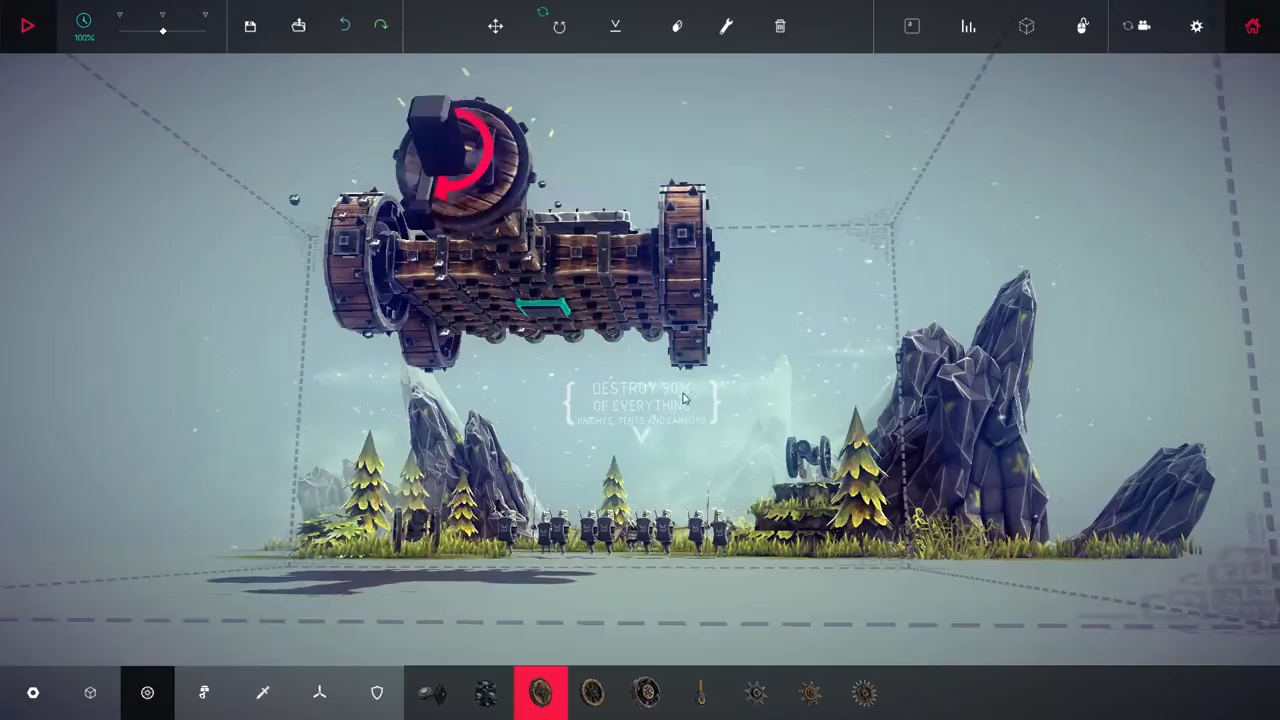 100%
DESTROY 90%
OF EVERYTHING
KNIGHTS, TENTS AND CANNONS